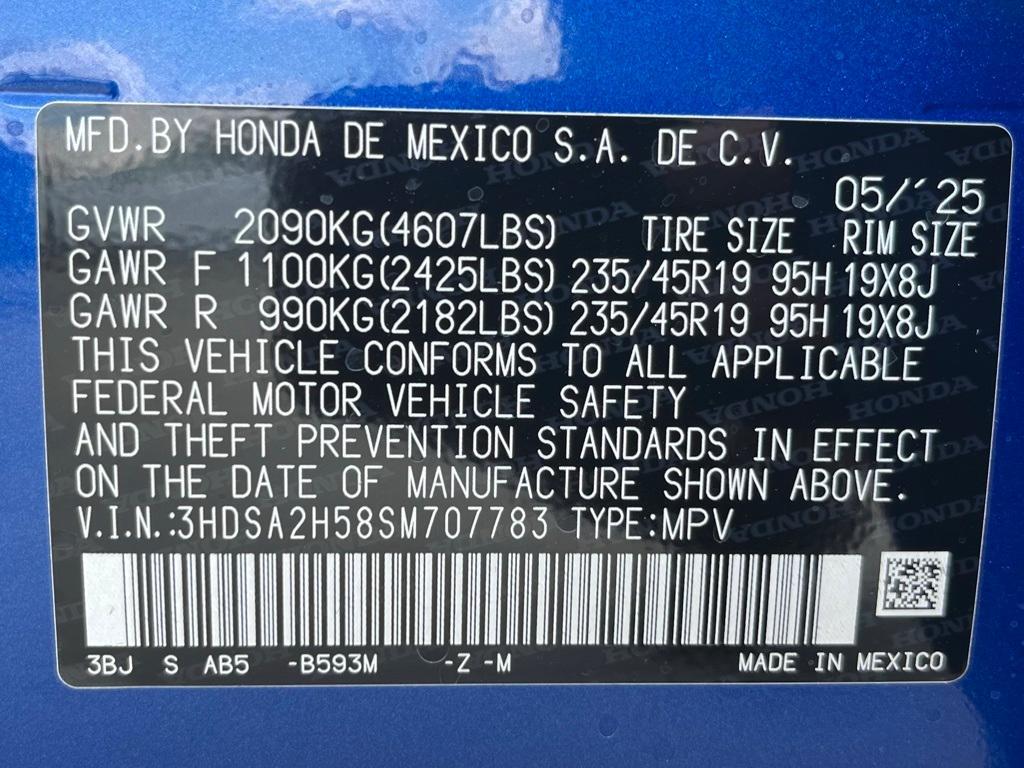 MFD.BY HONDA DE MEXICO S.A. DE C.V.
05/'25
GVWR 2090KG(4607LBS) TIRE SIZE RIM SIZE
GAWR F 1100KG(2425LBS) 235/45R19 95H 19X8J
GAWR R 990KG(2182LBS) 235/45R19 95H 19X8J
THIS VEHICLE CONFORMS TO ALL APPLICABLE
FEDERAL MOTOR VEHICLE SAFETY
AND THEFT PREVENTION STANDARDS IN EFFECT
ON THE DATE OF MANUFACTURE SHOWN ABOVE.
V.I.N.:3HDSA2H58SM707783 TYPE:MPV
3BJ S AB5 -B593M -Z -M MADE IN MEXICO